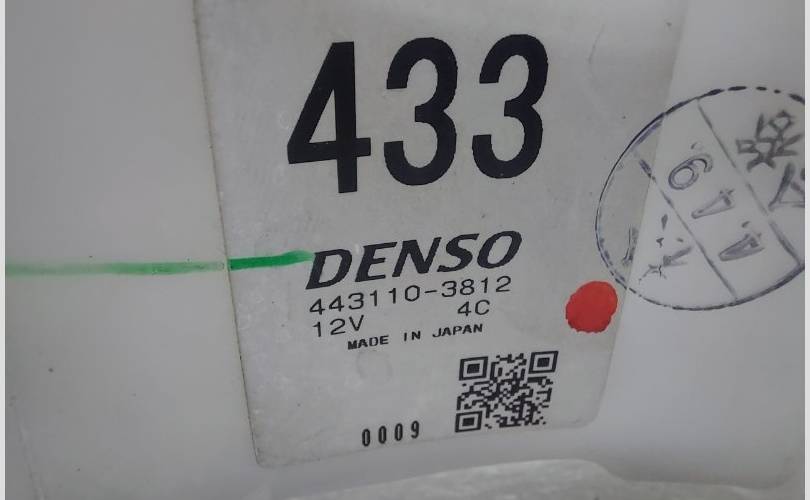 433
DENSO
443110-3812
12V 4C
MADE IN JAPAN
0009